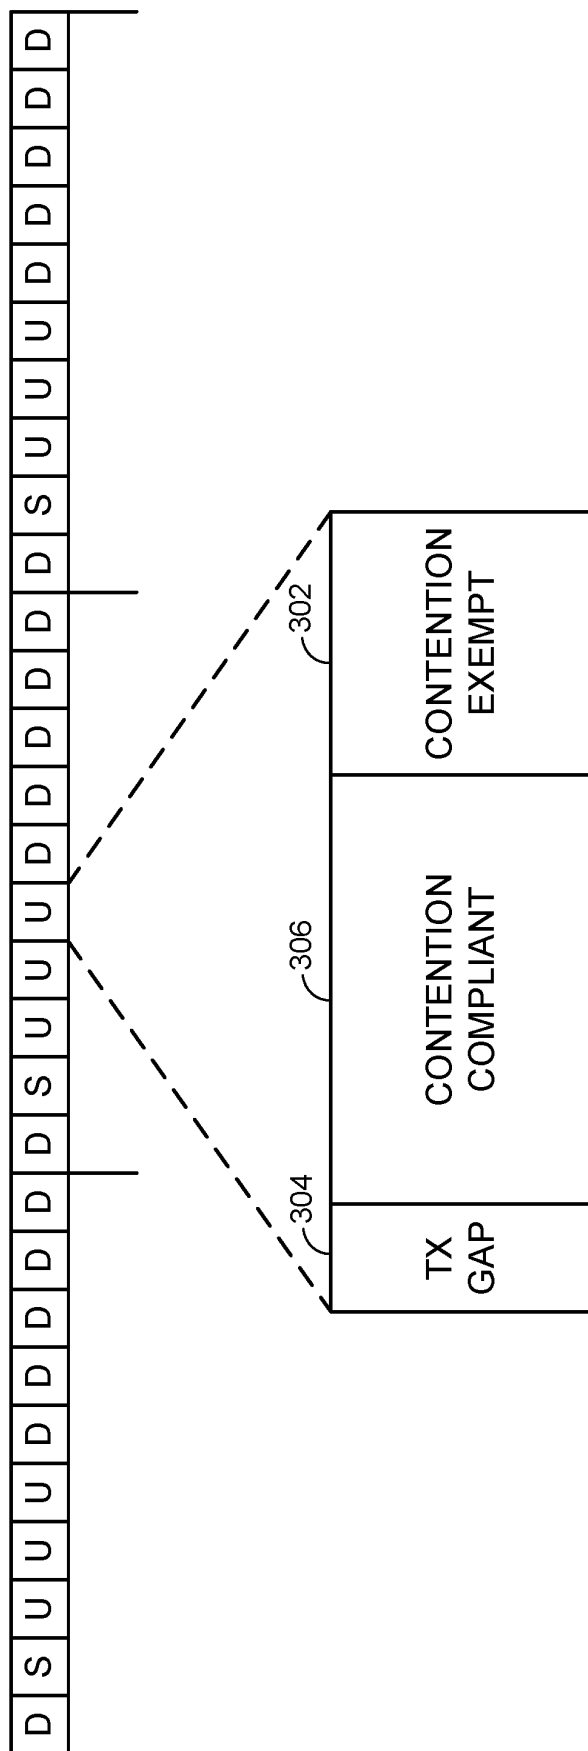 D S U U U D D D D D D S U U U D D D D D D S U U U D D D D D
304
306
302
TX
GAP
CONTENTION
COMPLIANT
CONTENTION
EXEMPT